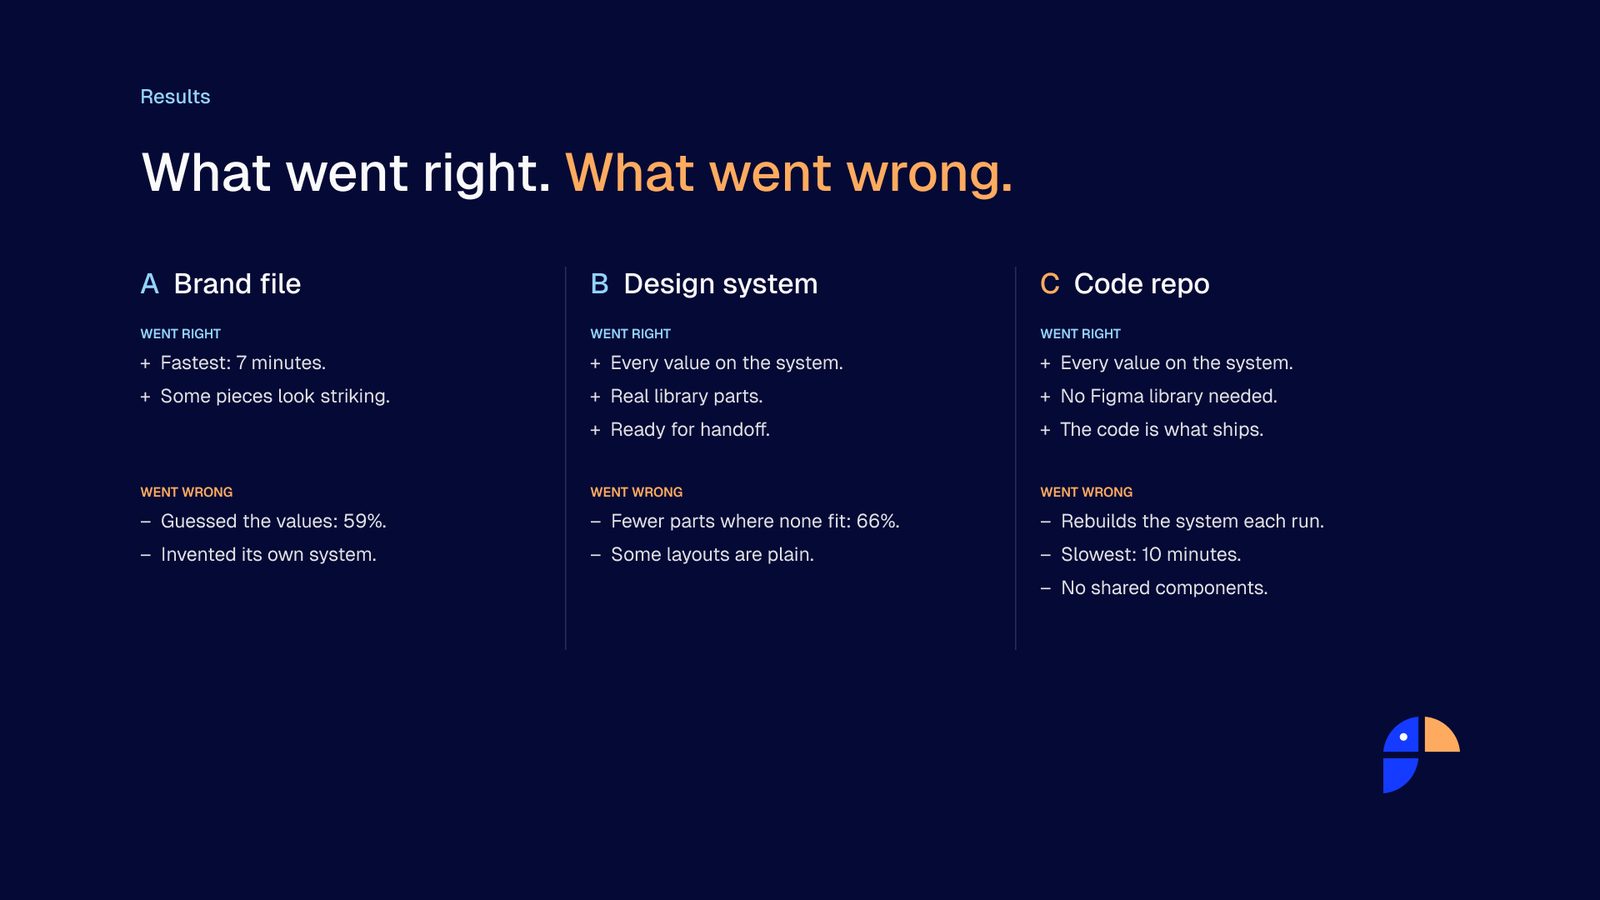 Results
What went right. What went wrong.
A Brand file
WENT RIGHT
+ Fastest: 7 minutes.
+ Some pieces look striking.
WENT WRONG
– Guessed the values: 59%.
– Invented its own system.
B Design system
WENT RIGHT
+ Every value on the system.
+ Real library parts.
+ Ready for handoff.
WENT WRONG
– Fewer parts where none fit: 66%.
– Some layouts are plain.
C Code repo
WENT RIGHT
+ Every value on the system.
+ No Figma library needed.
+ The code is what ships.
WENT WRONG
– Rebuilds the system each run.
– Slowest: 10 minutes.
– No shared components.